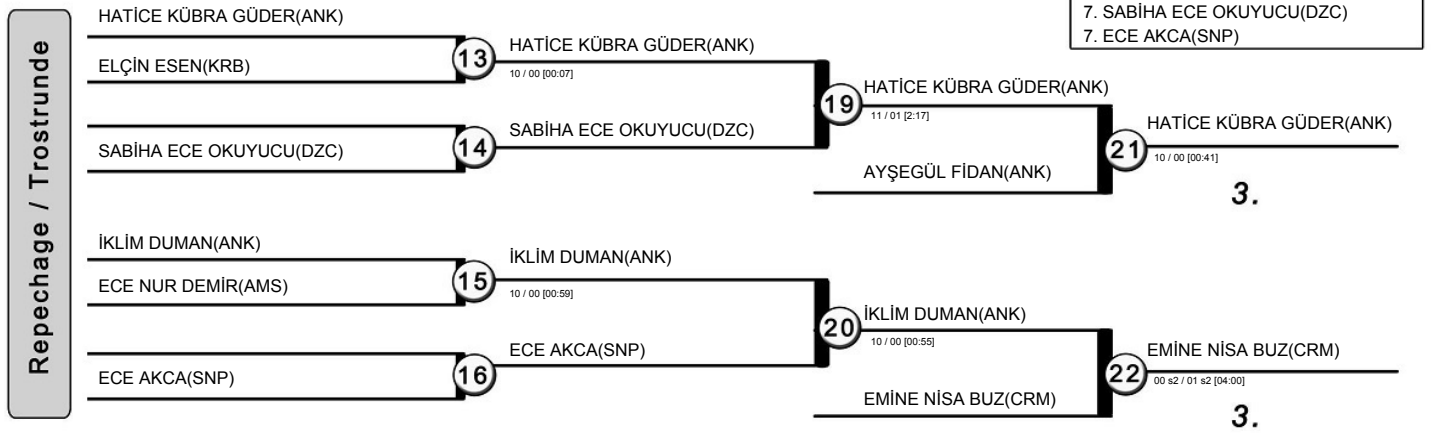 7. SABİHA ECE OKUYUCU(DZC)
7. ECE AKCA(SNP)
Repechage / Trostrunde
HATİCE KÜBRA GÜDER(ANK)
ELÇİN ESEN(KRB)
13
HATİCE KÜBRA GÜDER(ANK)
10 / 00 [00:07]
SABİHA ECE OKUYUCU(DZC)
14
SABİHA ECE OKUYUCU(DZC)
19
HATİCE KÜBRA GÜDER(ANK)
11 / 01 [2:17]
AYŞEGÜL FİDAN(ANK)
21
HATİCE KÜBRA GÜDER(ANK)
10 / 00 [00:41]
3.
İKLİM DUMAN(ANK)
ECE NUR DEMİR(AMS)
15
İKLİM DUMAN(ANK)
10 / 00 [00:59]
ECE AKCA(SNP)
16
ECE AKCA(SNP)
20
İKLİM DUMAN(ANK)
10 / 00 [00:55]
EMİNE NİSA BUZ(CRM)
22
EMİNE NİSA BUZ(CRM)
00 s2 / 01 s2 [04:00]
3.